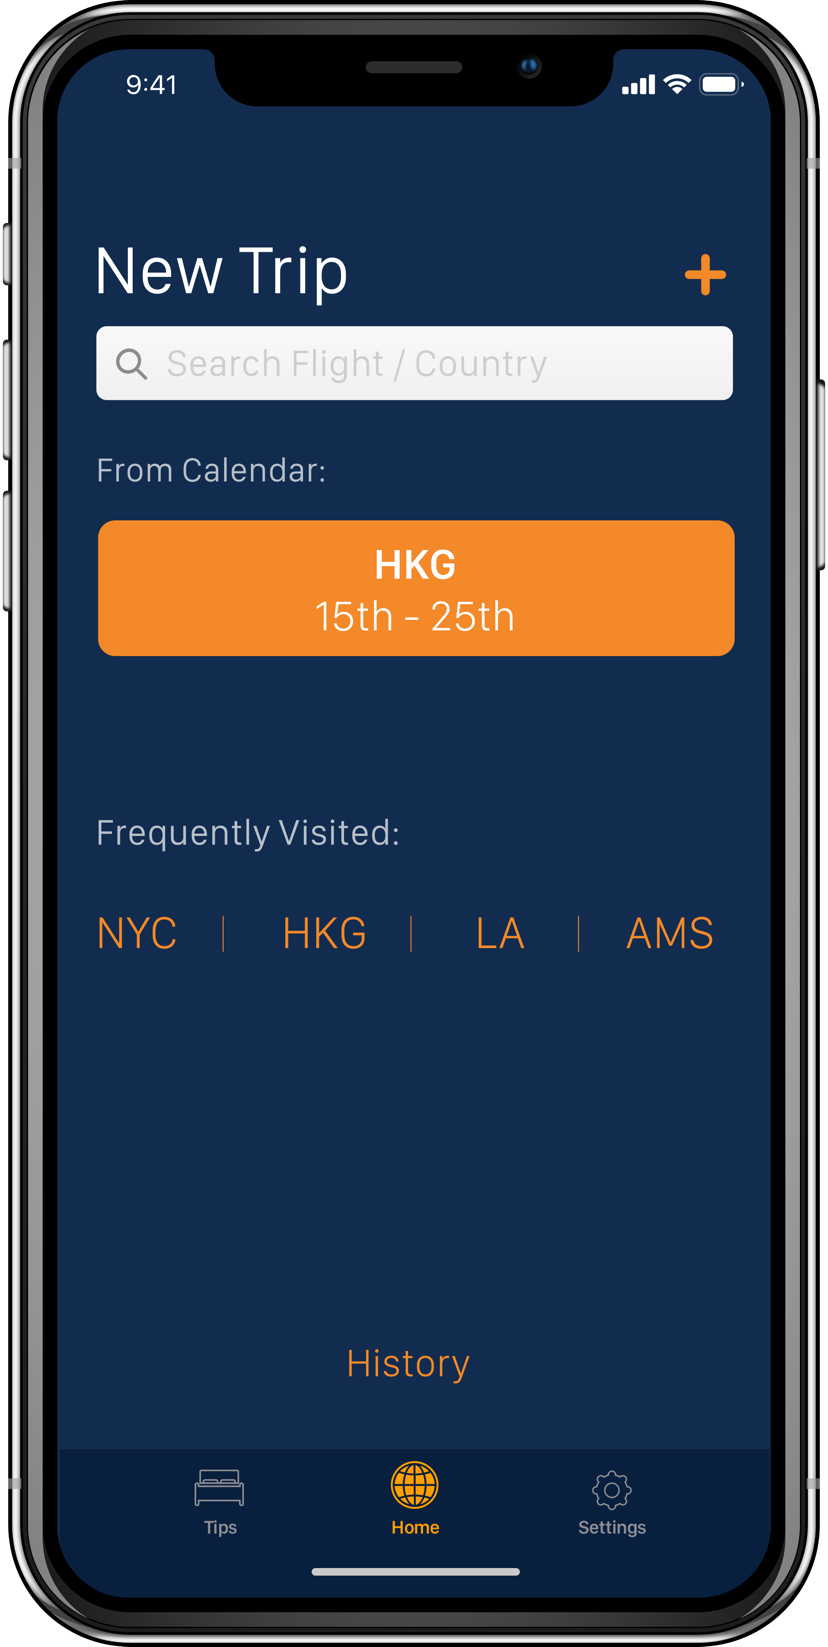 9:41
New Trip
Search Flight / Country
From Calendar:
HKG
15th - 25th
Frequently Visited:
NYC | HKG | LA | AMS
History
Tips Home Settings